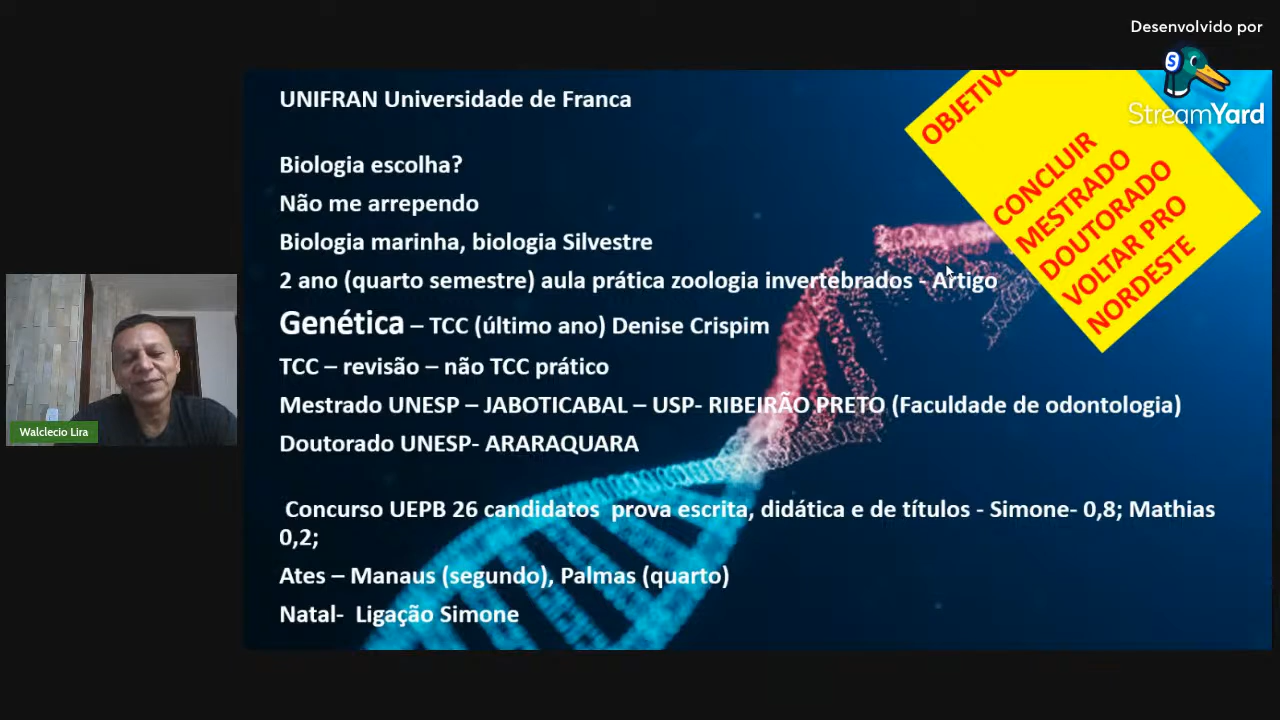 Desenvolvido por
StreamYard
UNIFRAN Universidade de Franca
OBJETIVO
CONCLUIR
MESTRADO
DOUTORADO
VOLTAR PRO
NORDESTE
Biologia escolha?
Não me arrependo
Biologia marinha, biologia Silvestre
2 ano (quarto semestre) aula prática zoologia invertebrados - Artigo
Genética – TCC (último ano) Denise Crispim
TCC – revisão – não TCC prático
Mestrado UNESP – JABOTICABAL – USP- RIBEIRÃO PRETO (Faculdade de odontologia)
Doutorado UNESP- ARARAQUARA
Walclecio Lira
Concurso UEPB 26 candidatos prova escrita, didática e de títulos - Simone- 0,8; Mathias
0,2;
Ates – Manaus (segundo), Palmas (quarto)
Natal- Ligação Simone